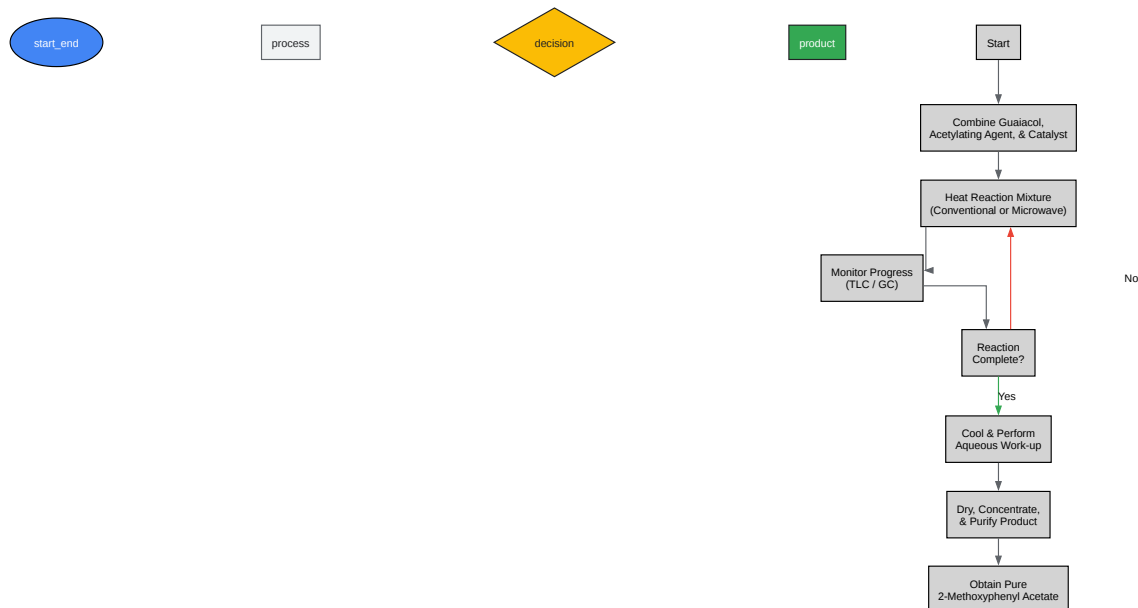 start_end
process
decision
product
Start
Combine Guaiacol,
Acetylating Agent, & Catalyst
Heat Reaction Mixture
(Conventional or Microwave)
Monitor Progress
(TLC / GC)
No
Reaction
Complete?
Yes
Cool & Perform
Aqueous Work-up
Dry, Concentrate,
& Purify Product
Obtain Pure
2-Methoxyphenyl Acetate